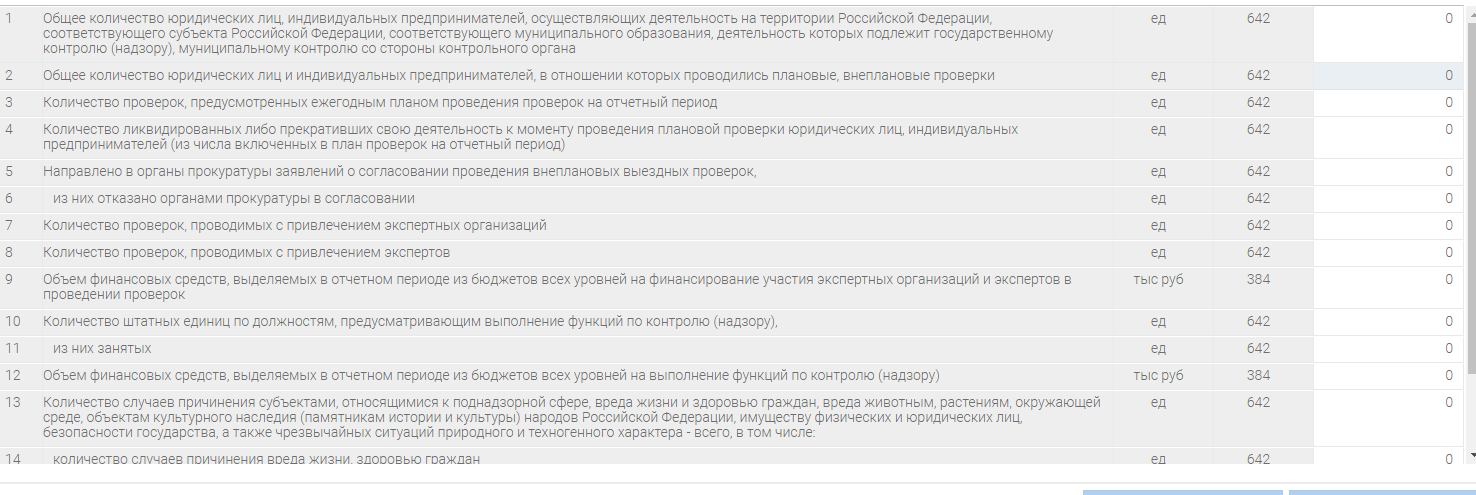 1 Общее количество юридических лиц, индивидуальных предпринимателей, осуществляющих деятельность на территории Российской Федерации, ед 642 0
соответствующего субъекта Российской Федерации, соответствующего муниципального образования, деятельность которых подлежит государственному
контролю (надзору), муниципальному контролю со стороны контрольного органа
2 Общее количество юридических лиц и индивидуальных предпринимателей, в отношении которых проводились плановые, внеплановые проверки ед 642 0
3 Количество проверок, предусмотренных ежегодным планом проведения проверок на отчетный период ед 642 0
4 Количество ликвидированных либо прекративших свою деятельность к моменту проведения плановой проверки юридических лиц, индивидуальных ед 642 0
предпринимателей (из числа включенных в план проверок на отчетный период)
5 Направлено в органы прокуратуры заявлений о согласовании проведения внеплановых выездных проверок, ед 642 0
6 из них отказано органами прокуратуры в согласовании ед 642 0
7 Количество проверок, проводимых с привлечением экспертных организаций ед 642 0
8 Количество проверок, проводимых с привлечением экспертов ед 642 0
9 Объем финансовых средств, выделяемых в отчетном периоде из бюджетов всех уровней на финансирование участия экспертных организаций и экспертов в тыс руб 384 0
проведении проверок
10 Количество штатных единиц по должностям, предусматривающим выполнение функций по контролю (надзору), ед 642 0
11 из них занятых ед 642 0
12 Объем финансовых средств, выделяемых в отчетном периоде из бюджетов всех уровней на выполнение функций по контролю (надзору) тыс руб 384 0
13 Количество случаев причинения субъектами, относящимися к поднадзорной сфере, вреда жизни и здоровью граждан, вреда животным, растениям, окружающей ед 642 0
среде, объектам культурного наследия (памятникам истории и культуры) народов Российской Федерации, имуществу физических и юридических лиц,
безопасности государства, а также чрезвычайных ситуаций природного и техногенного характера - всего, в том числе:
14 количество случаев причинения вреда жизни, здоровью граждан ед 642 0